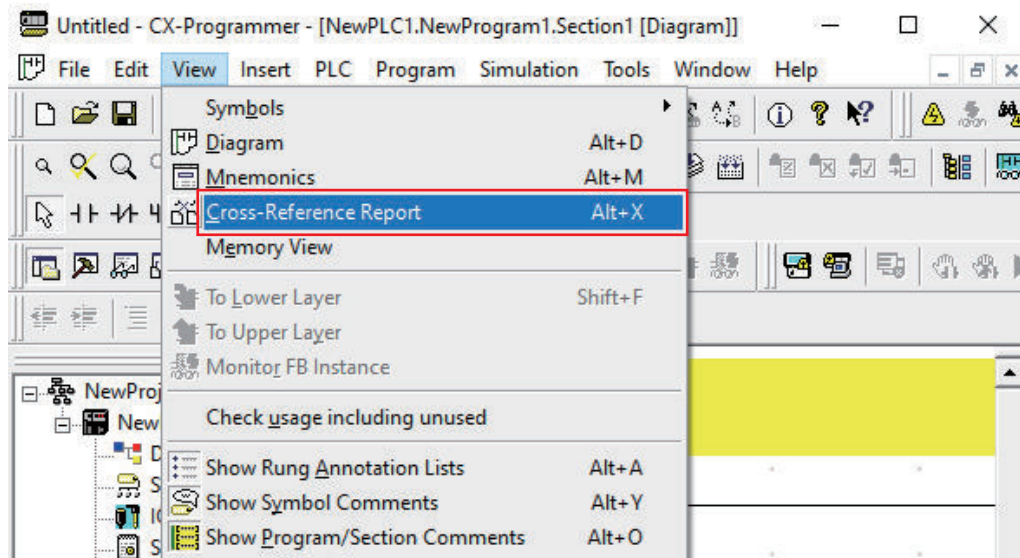 Untitled - CX-Programmer - [NewPLC1.NewProgram1.Section1 [Diagram]]
File Edit View Insert PLC Program Simulation Tools Window Help
Symbols
Diagram Alt+D
Mnemonics Alt+M
Cross-Reference Report Alt+X
Memory View
To Lower Layer Shift+F
To Upper Layer
Monitor FB Instance
NewProj
Check usage including unused
New
D
Show Rung Annotation Lists Alt+A
S
Show Symbol Comments Alt+Y
Show Program/Section Comments Alt+O
S